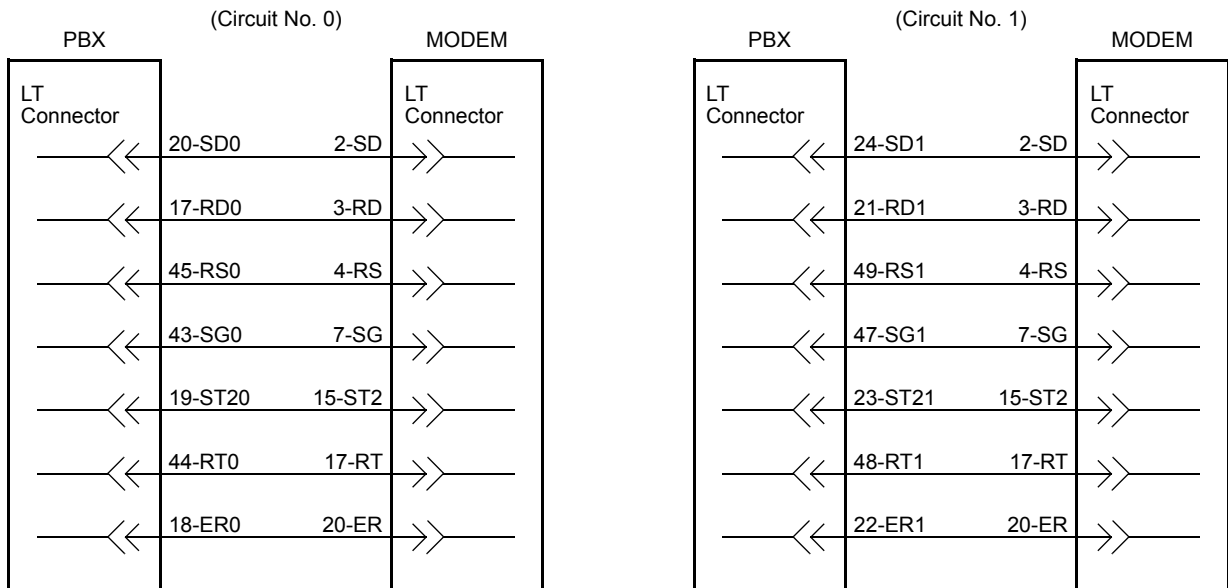 (Circuit No. 0)
PBX
MODEM
LT
Connector
LT
Connector
20-SD0 2-SD
17-RD0 3-RD
45-RS0 4-RS
43-SG0 7-SG
19-ST20 15-ST2
44-RT0 17-RT
18-ER0 20-ER
(Circuit No. 1)
PBX
MODEM
LT
Connector
LT
Connector
24-SD1 2-SD
21-RD1 3-RD
49-RS1 4-RS
47-SG1 7-SG
23-ST21 15-ST2
48-RT1 17-RT
22-ER1 20-ER